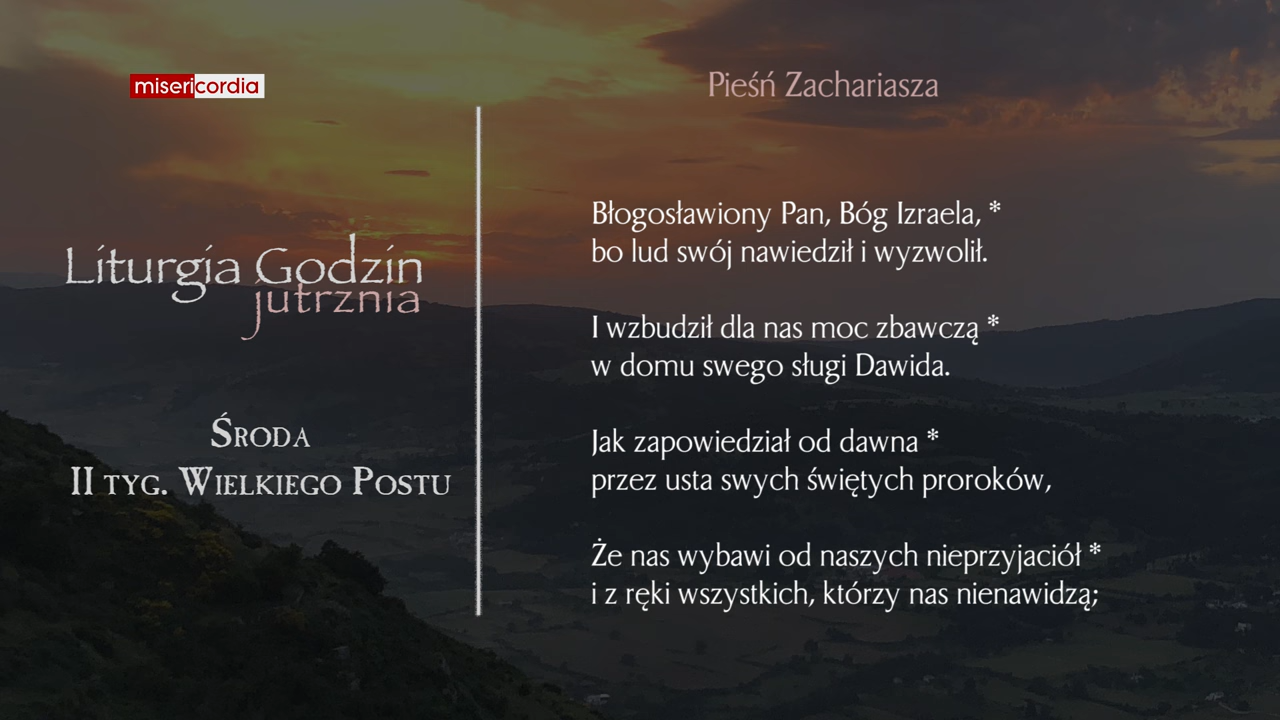 misericordia
Liturgia Godzin
jutrznia
Środa
II tyg. Wielkiego Postu
Pieśń Zachariasza
Błogosławiony Pan, Bóg Izraela, *
bo lud swój nawiedził i wyzwolił.
I wzbudził dla nas moc zbawczą *
w domu swego sługi Dawida.
Jak zapowiedział od dawna *
przez usta swych świętych proroków,
Że nas wybawi od naszych nieprzyjaciół *
i z ręki wszystkich, którzy nas nienawidzą;